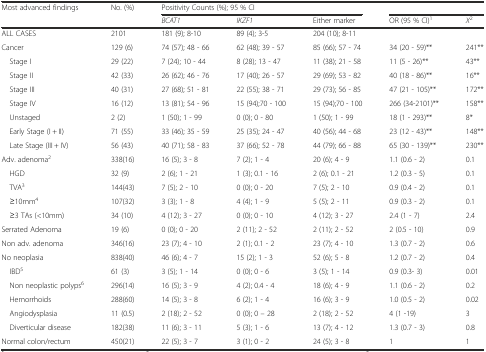 Most advanced findings No. (%) Positivity Counts (%); 95 % CI
BCAT1 IKZF1 Either marker OR (95 % CI)1 X2
ALL CASES 2101 181 (9); 8-10 89 (4); 3-5 204 (10); 8-11
Cancer 129 (6) 74 (57); 48 - 66 62 (48); 39 - 57 85 (66); 57 - 74 34 (20 - 59)** 241**
Stage I 29 (22) 7 (24); 10 - 44 8 (28); 13 - 47 11 (38); 21 - 58 11 (5 - 26)** 43**
Stage II 42 (33) 26 (62); 46 - 76 17 (40); 26 - 57 29 (69); 53 - 82 40 (18 - 86)** 16**
Stage III 40 (31) 27 (68); 51 - 81 22 (55); 38 - 71 29 (73); 56 - 85 47 (21 - 105)** 172**
Stage IV 16 (12) 13 (81); 54 - 96 15 (94);70 - 100 15 (94);70 - 100 266 (34-2101)** 158**
Unstaged 2 (2) 1 (50); 1 - 99 0 (0); 0 - 80 1 (50); 1 - 99 18 (1 - 293)** 8*
Early Stage (I + II) 71 (55) 33 (46); 35 - 59 25 (35); 24 - 47 40 (56); 44 - 68 23 (12 - 43)** 148**
Late Stage (III + IV) 56 (43) 40 (71); 58 - 83 37 (66); 52 - 78 44 (79); 66 - 88 65 (30 - 139)** 230**
Adv. adenoma2 338(16) 16 (5); 3 - 8 7 (2); 1 - 4 20 (6); 4 - 9 1.1 (0.6 - 2) 0.1
HGD 32 (9) 2 (6); 1 - 21 1 (3); 0.1 - 16 2 (6); 0.1 - 21 1.2 (0.3 - 5) 0.1
TVA3 144(43) 7 (5); 2 - 10 0 (0); 0 - 20 7 (5); 2 - 10 0.9 (0.4 - 2) 0.1
≥10mm4 107(32) 3 (3); 1 - 8 4 (4); 1 - 9 5 (5); 2 - 11 0.9 (0.3 - 2) 0.1
≥3 TAs (<10mm) 34 (10) 4 (12); 3 - 27 0 (0); 0 - 10 4 (12); 3 - 27 2.4 (1 - 7) 2.4
Serrated Adenoma 19 (6) 0 (0); 0 - 20 2 (11); 2 - 52 2 (11); 2 - 52 2 (0.5 - 10) 0.9
Non adv. adenoma 346(16) 23 (7); 4 - 10 2 (1); 0.1 - 2 23 (7); 4 - 10 1.3 (0.7 - 2) 0.6
No neoplasia 838(40) 46 (6); 4 - 7 15 (2); 1 - 3 52 (6); 5 - 8 1.2 (0.7 - 2) 0.4
IBD5 61 (3) 3 (5); 1 - 14 0 (0); 0 - 6 3 (5); 1 - 14 0.9 (0.3- 3) 0.01
Non neoplastic polyps6 296(14) 16 (5); 3 - 9 4 (2); 0.4 - 4 18 (6); 4 - 9 1.1 (0.6 - 2) 0.2
Hemorrhoids 288(60) 14 (5); 3 - 8 6 (2); 1 - 4 16 (6); 3 - 9 1.0 (0.5 - 2) 0.02
Angiodysplasia 11 (0.5) 2 (18); 2 - 52 0 (0); 0 – 28 2 (18); 2 - 52 4 (1 -19) 3
Diverticular disease 182(38) 11 (6); 3 - 11 5 (3); 1 - 6 13 (7); 4 - 12 1.3 (0.7 - 3) 0.8
Normal colon/rectum 450(21) 22 (5); 3 - 7 3 (1); 0 - 2 24 (5); 3 - 8 1 1